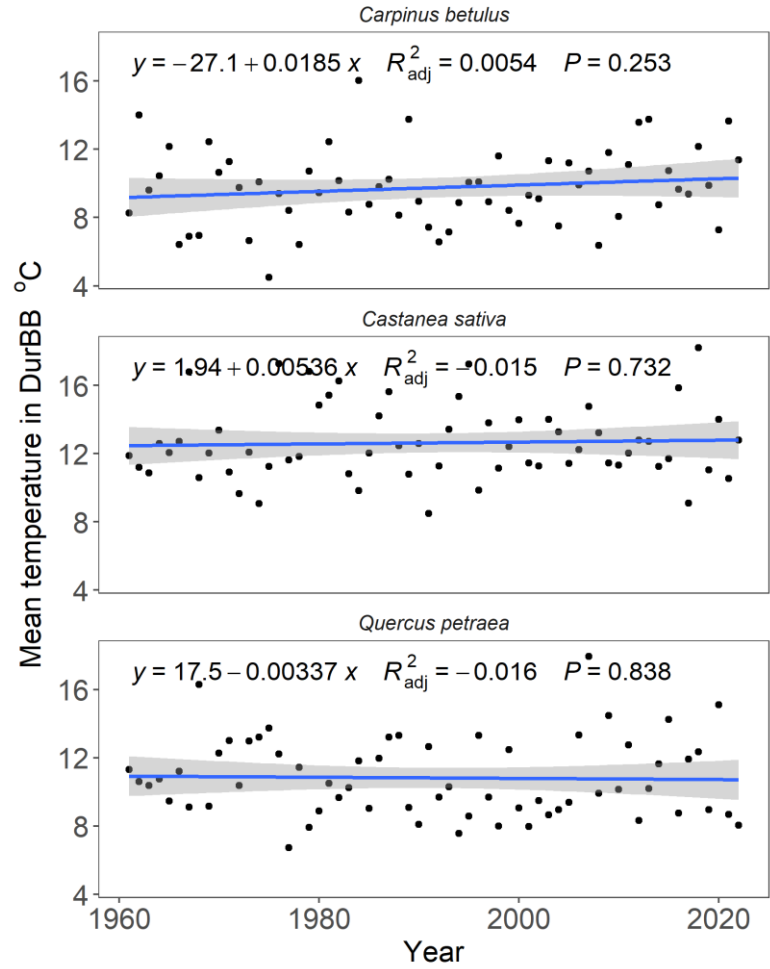 Carpinus betulus
y = −27.1 + 0.0185 x R²adj = 0.0054 P = 0.253
16
12
8
4
Castanea sativa
y = 1.94 + 0.00536 x R²adj = −0.015 P = 0.732
16
12
8
4
Quercus petraea
y = 17.5 − 0.00337 x R²adj = −0.016 P = 0.838
16
12
8
4
1960 1980 2000 2020
Year
Mean temperature in DurBB °C